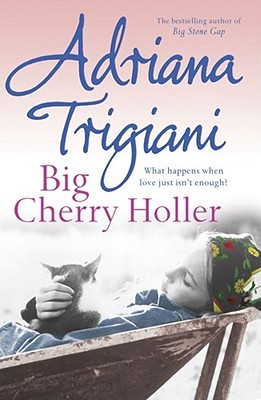 The bestselling author of
Big Stone Gap
Adriana
Trigiani
What happens when
love just isn't enough?
Big
Cherry Holler